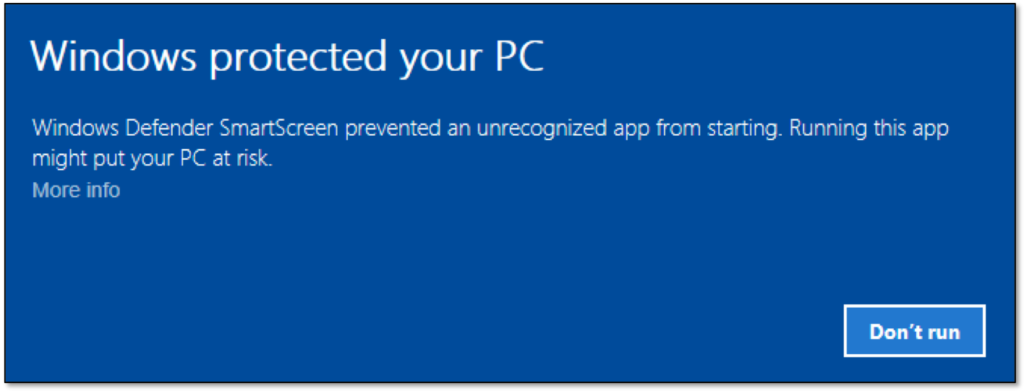 Windows protected your PC
Windows Defender SmartScreen prevented an unrecognized app from starting. Running this app
might put your PC at risk.
More info
Don't run